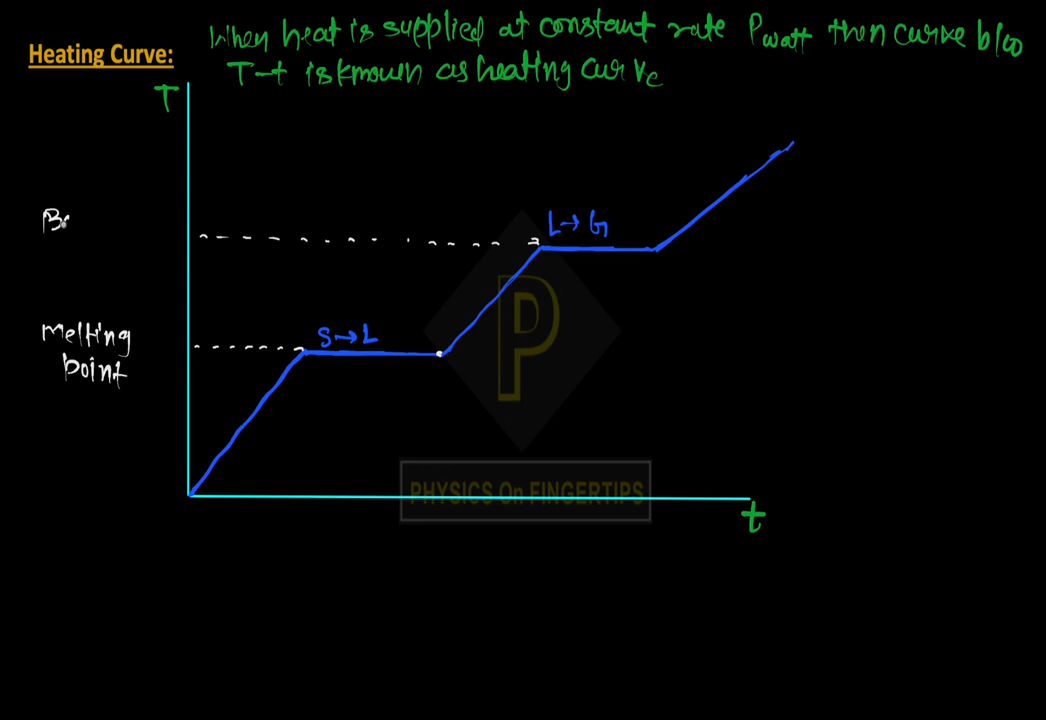 Heating Curve:
When heat is supplied at constant rate P watt then curve b/w
T-t is known as heating curve
T
Bo
L→G
Melting
point
S→L
P
PHYSICS On FINGERTIPS
t